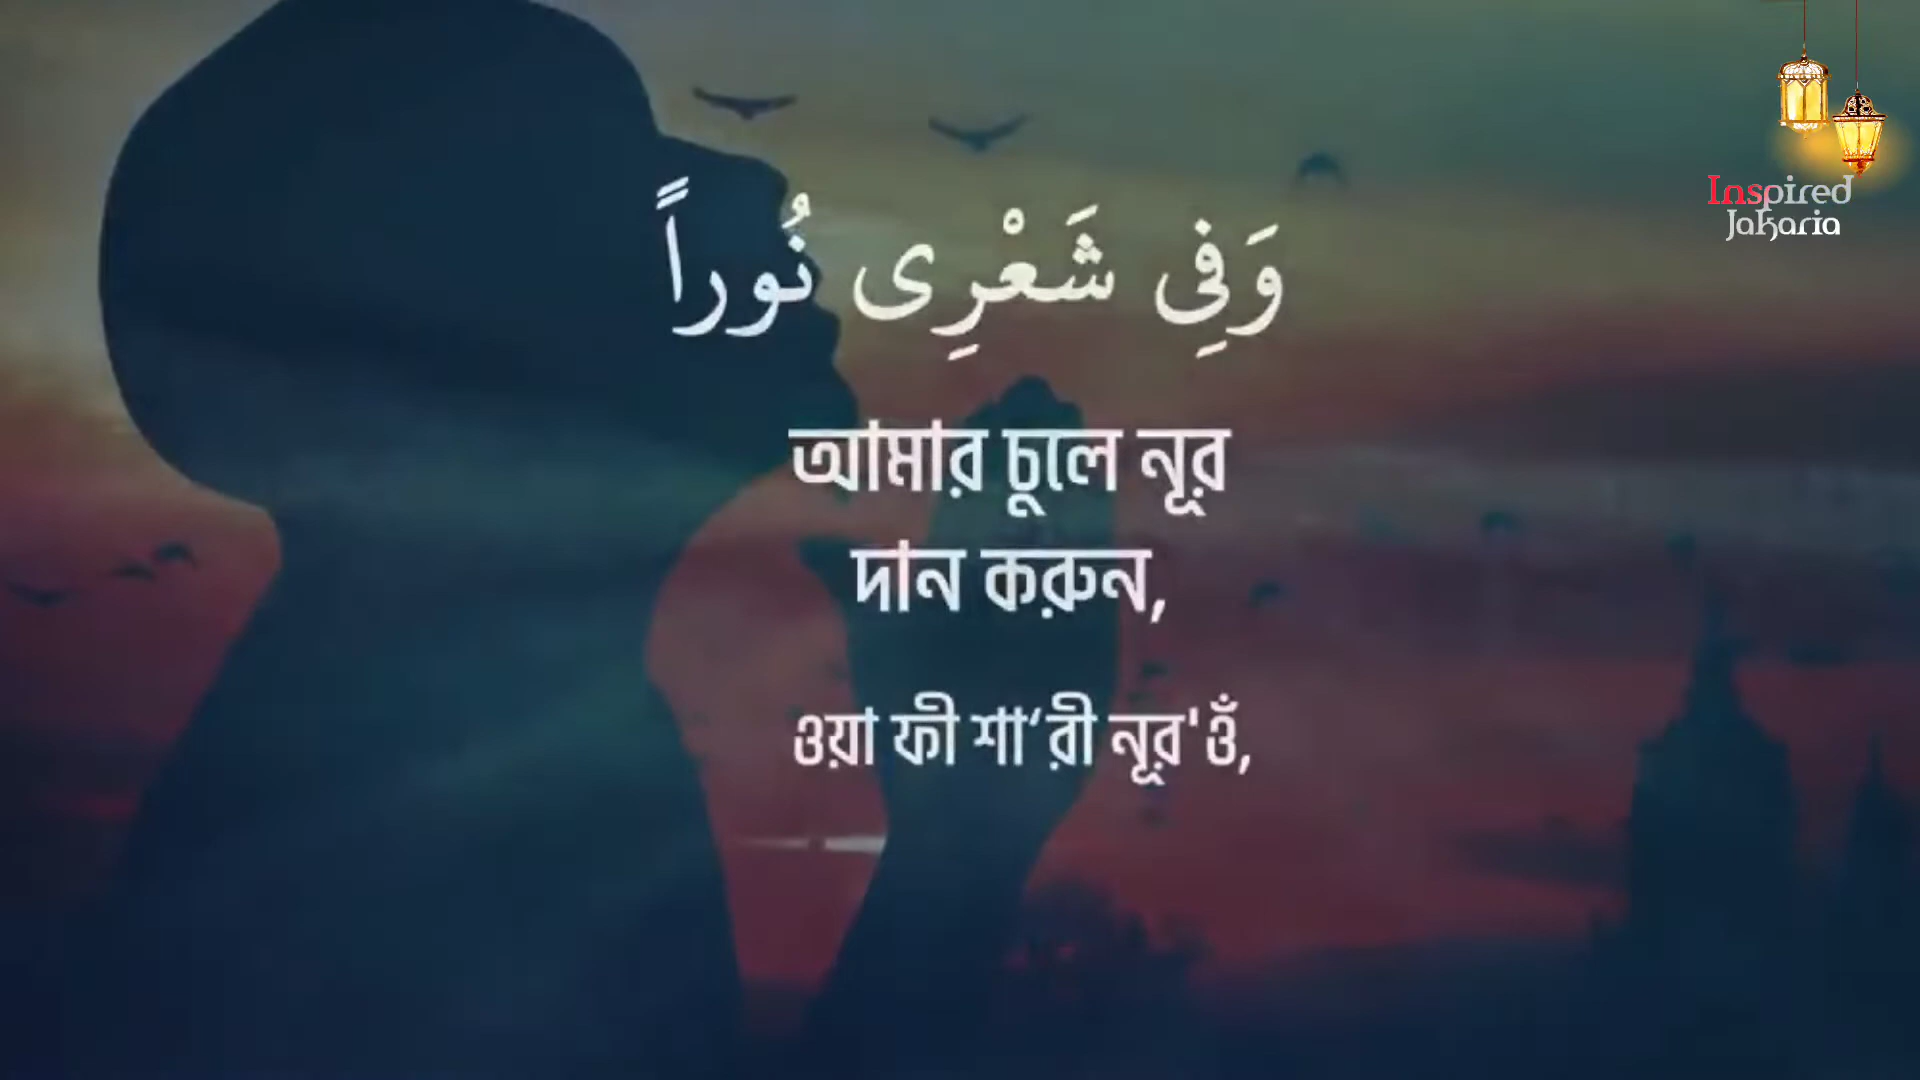 وَفِي شَعْرِى نُوراً
আমার চুলে নূর
দান করুন,
ওয়া ফী শা‘রী নূর'ওঁ,
Inspired
Jakaria